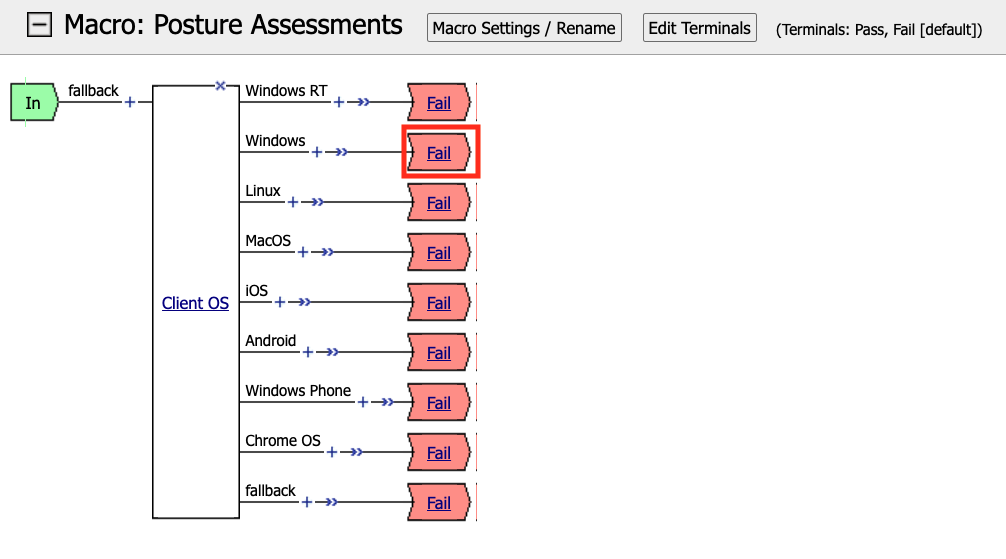 Macro: Posture Assessments Macro Settings / Rename Edit Terminals (Terminals: Pass, Fail [default])
In fallback Windows RT Fail
Windows Fail
Linux Fail
MacOS Fail
Client OS iOS Fail
Android Fail
Windows Phone Fail
Chrome OS Fail
fallback Fail